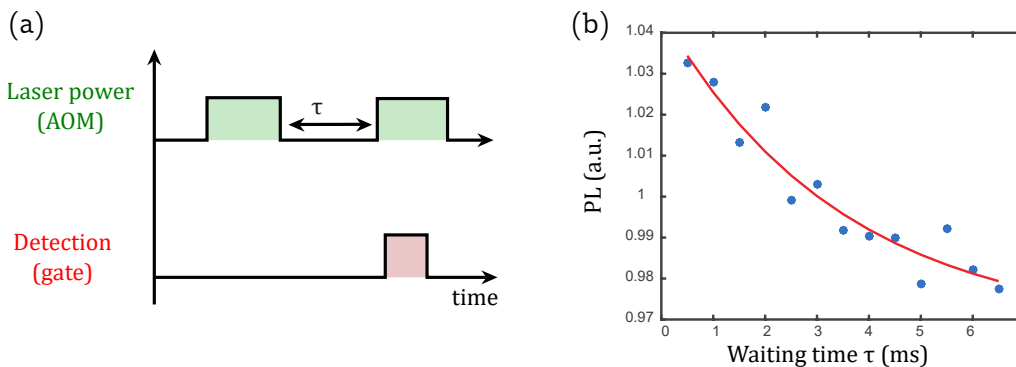 (a)
Laser power
(AOM)
τ
Detection
(gate)
time
(b)
PL (a.u.)
1.04
1.03
1.02
1.01
1
0.99
0.98
0.97
0
1
2
3
4
5
6
Waiting time τ (ms)